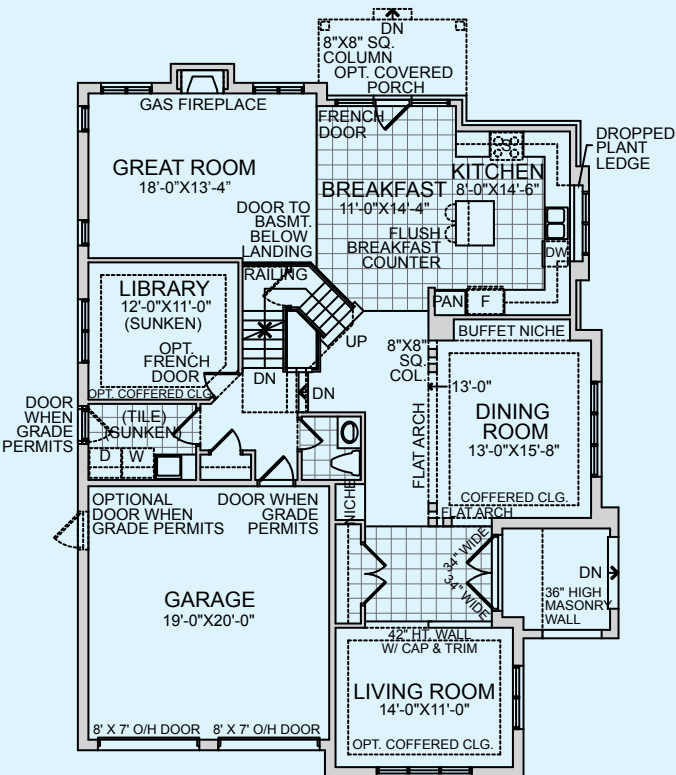 DN
8"X8" SQ.
COLUMN
OPT. COVERED
PORCH
GAS FIREPLACE
FRENCH
DOOR
DROPPED
PLANT
LEDGE
GREAT ROOM
18'-0"X13'-4"
S
KITCHEN
8'-0"X14'-6"
BREAKFAST
11'-0"X14'-4"
DOOR TO
BASMT.
BELOW
LANDING
FLUSH
BREAKFAST
COUNTER
DW
RAILING
PAN
F
LIBRARY
12'-0"X11'-0"
(SUNKEN)
OPT.
FRENCH
DOOR
OPT. COFFERED CLG.
UP
DN
DN
BUFFET NICHE
8"X8"
SQ.
COL.
13'-0"
DINING
ROOM
13'-0"X15'-8"
COFFERED CLG.
FLAT ARCH
FLAT ARCH
DOOR
WHEN
GRADE
PERMITS
(TILE)
(SUNKEN)
D
W
NICHE
OPTIONAL
DOOR WHEN
GRADE PERMITS
DOOR WHEN
GRADE
PERMITS
34" WIDE
34" WIDE
DN
36" HIGH
MASONRY
WALL
GARAGE
19'-0"X20'-0"
42" HT. WALL
W/ CAP & TRIM
LIVING ROOM
14'-0"X11'-0"
OPT. COFFERED CLG.
8' X 7' O/H DOOR
8' X 7' O/H DOOR